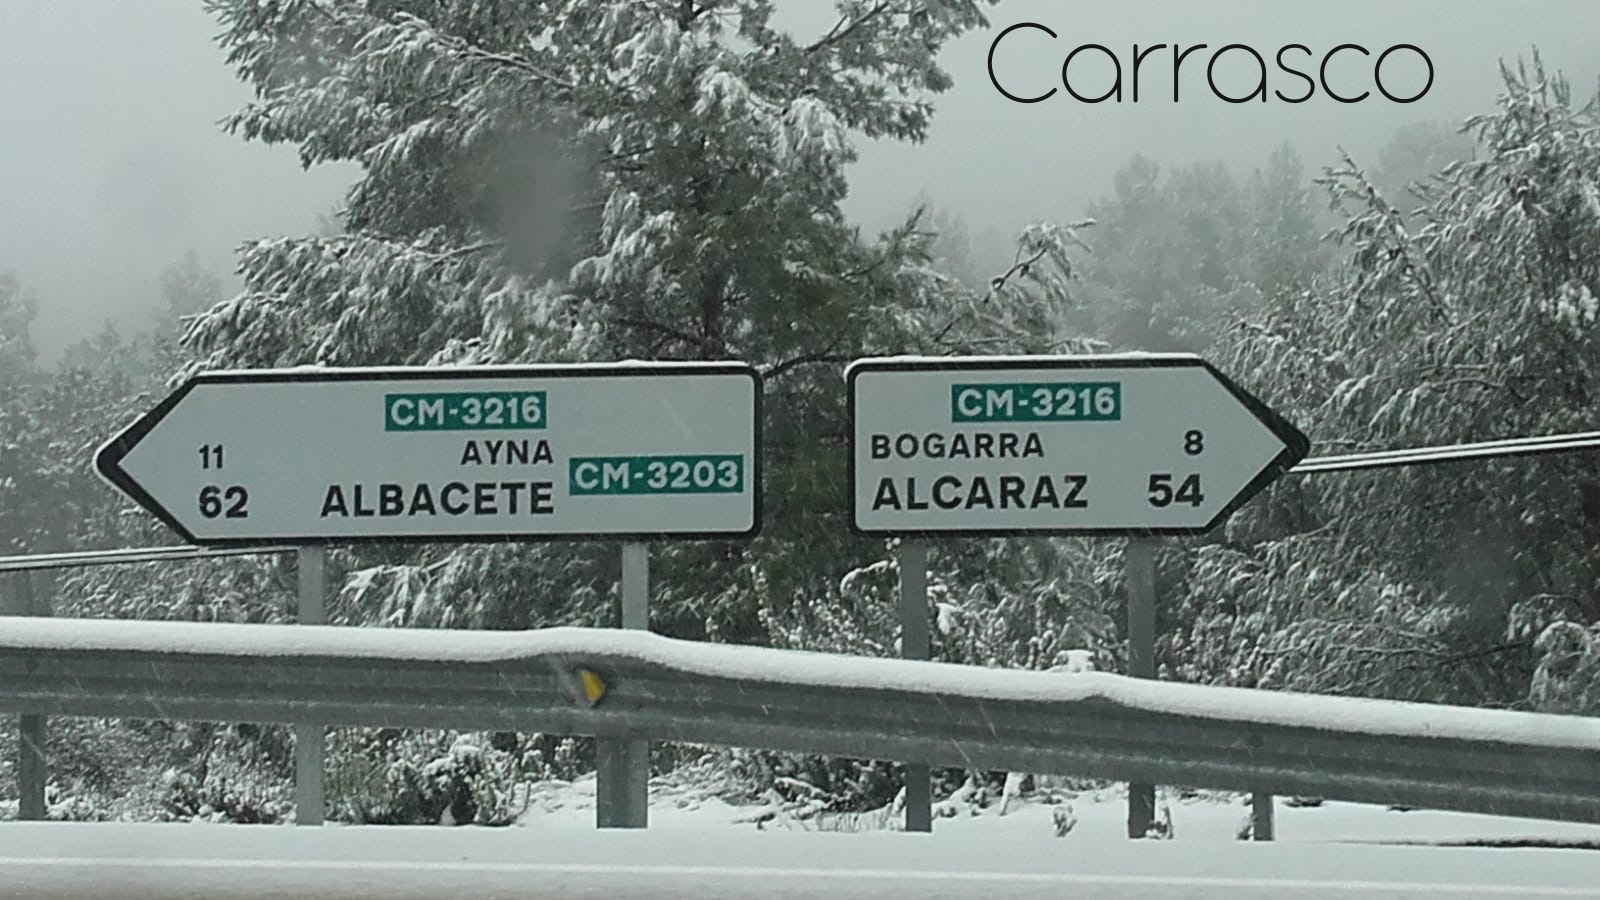 Carrasco
CM-3216
11 AYNA
62 ALBACETE CM-3203
CM-3216
BOGARRA 8
ALCARAZ 54